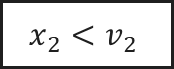 x₂ < v₂